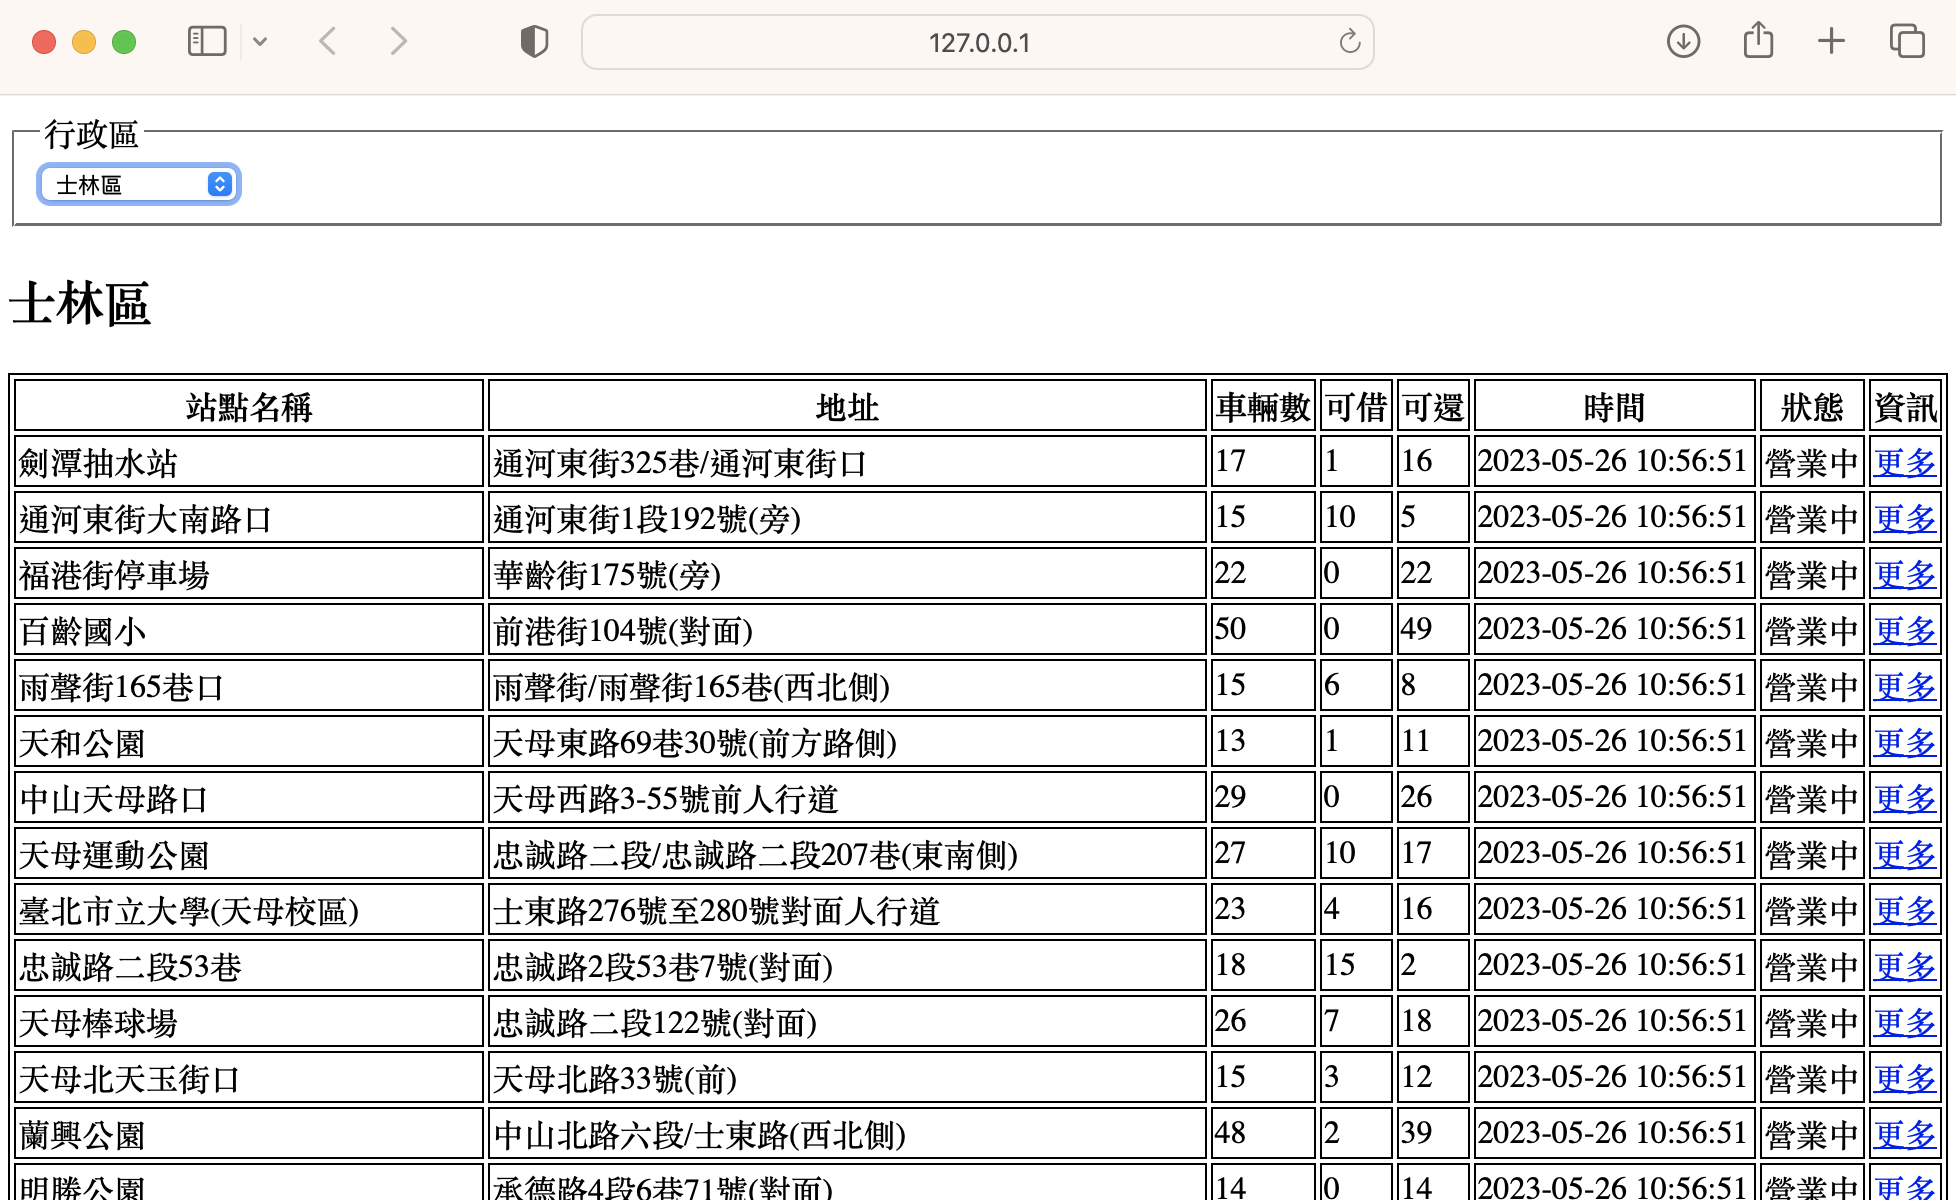 127.0.0.1
行政區
士林區
士林區
站點名稱 地址 車輛數 可借 可還 時間 狀態 資訊
劍潭抽水站 通河東街325巷/通河東街口 17 1 16 2023-05-26 10:56:51 營業中 更多
通河東街大南路口 通河東街1段192號(旁) 15 10 5 2023-05-26 10:56:51 營業中 更多
福港街停車場 華齡街175號(旁) 22 0 22 2023-05-26 10:56:51 營業中 更多
百齡國小 前港街104號(對面) 50 0 49 2023-05-26 10:56:51 營業中 更多
雨聲街165巷口 雨聲街/雨聲街165巷(西北側) 15 6 8 2023-05-26 10:56:51 營業中 更多
天和公園 天母東路69巷30號(前方路側) 13 1 11 2023-05-26 10:56:51 營業中 更多
中山天母路口 天母西路3-55號前人行道 29 0 26 2023-05-26 10:56:51 營業中 更多
天母運動公園 忠誠路二段/忠誠路二段207巷(東南側) 27 10 17 2023-05-26 10:56:51 營業中 更多
臺北市立大學(天母校區) 士東路276號至280號對面人行道 23 4 16 2023-05-26 10:56:51 營業中 更多
忠誠路二段53巷 忠誠路2段53巷7號(對面) 18 15 2 2023-05-26 10:56:51 營業中 更多
天母棒球場 忠誠路二段122號(對面) 26 7 18 2023-05-26 10:56:51 營業中 更多
天母北天玉街口 天母北路33號(前) 15 3 12 2023-05-26 10:56:51 營業中 更多
蘭興公園 中山北路六段/士東路(西北側) 48 2 39 2023-05-26 10:56:51 營業中 更多
明勝公園 承德路4段6巷71號(對面) 14 0 14 2023-05-26 10:56:51 營業中 更多